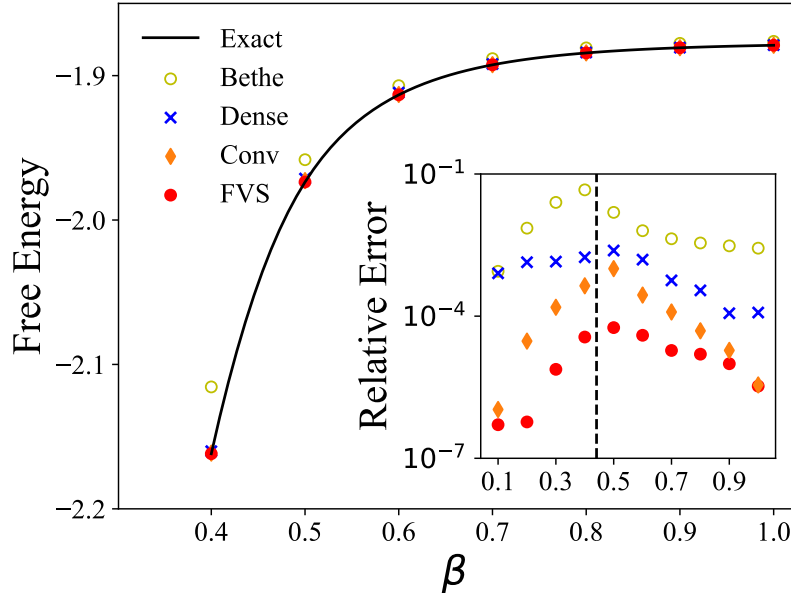 Exact
Bethe
Dense
Conv
FVS
Free Energy
−1.9
−2.0
−2.1
−2.2
0.4 0.5 0.6 0.7 0.8 0.9 1.0
β
Relative Error
10⁻¹
10⁻⁴
10⁻⁷
0.1 0.3 0.5 0.7 0.9